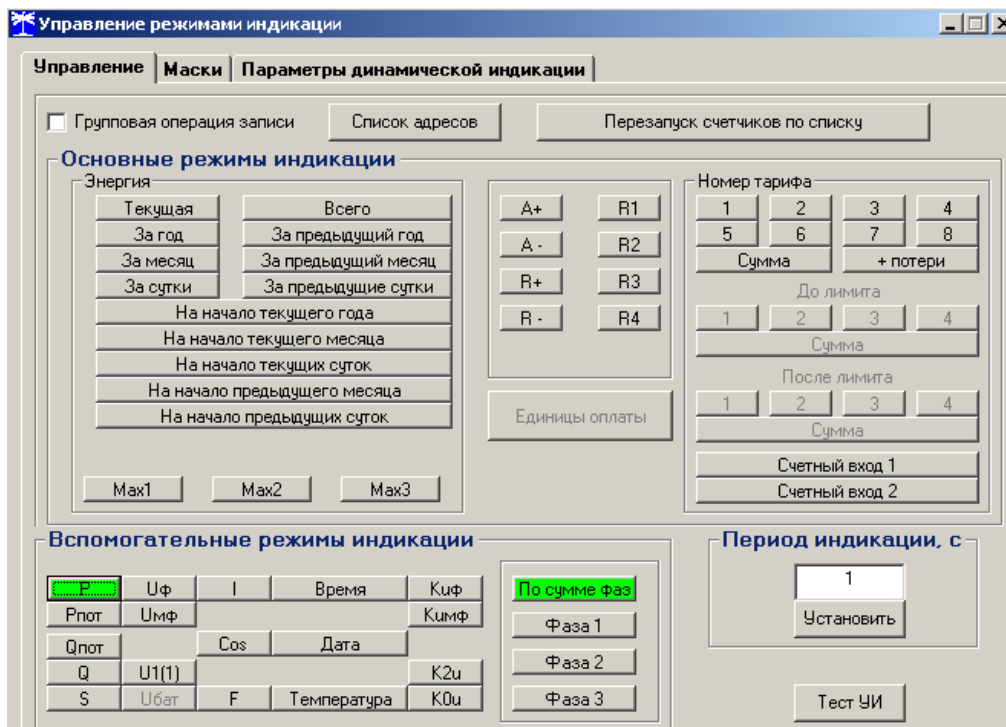 Управление режимами индикации
Управление Маски Параметры динамической индикации
Групповая операция записи Список адресов Перезапуск счетчиков по списку
Основные режимы индикации
Энергия
Текущая Всего
За год За предыдущий год
За месяц За предыдущий месяц
За сутки За предыдущие сутки
На начало текущего года
На начало текущего месяца
На начало текущих суток
На начало предыдущего месяца
На начало предыдущих суток
Max1 Max2 Max3
A+ R1
A - R2
R+ R3
R - R4
Единицы оплаты
Номер тарифа
1 2 3 4
5 6 7 8
Сумма + потери
До лимита
1 2 3 4
Сумма
После лимита
1 2 3 4
Сумма
Счетный вход 1
Счетный вход 2
Вспомогательные режимы индикации
P Uф I Время Kuф
Pпот Uмф Kuмф
Qпот Cos Дата
Q U1(1) K2u
S Uбат F Температура K0u
По сумме фаз
Фаза 1
Фаза 2
Фаза 3
Период индикации, с
1
Установить
Тест УИ